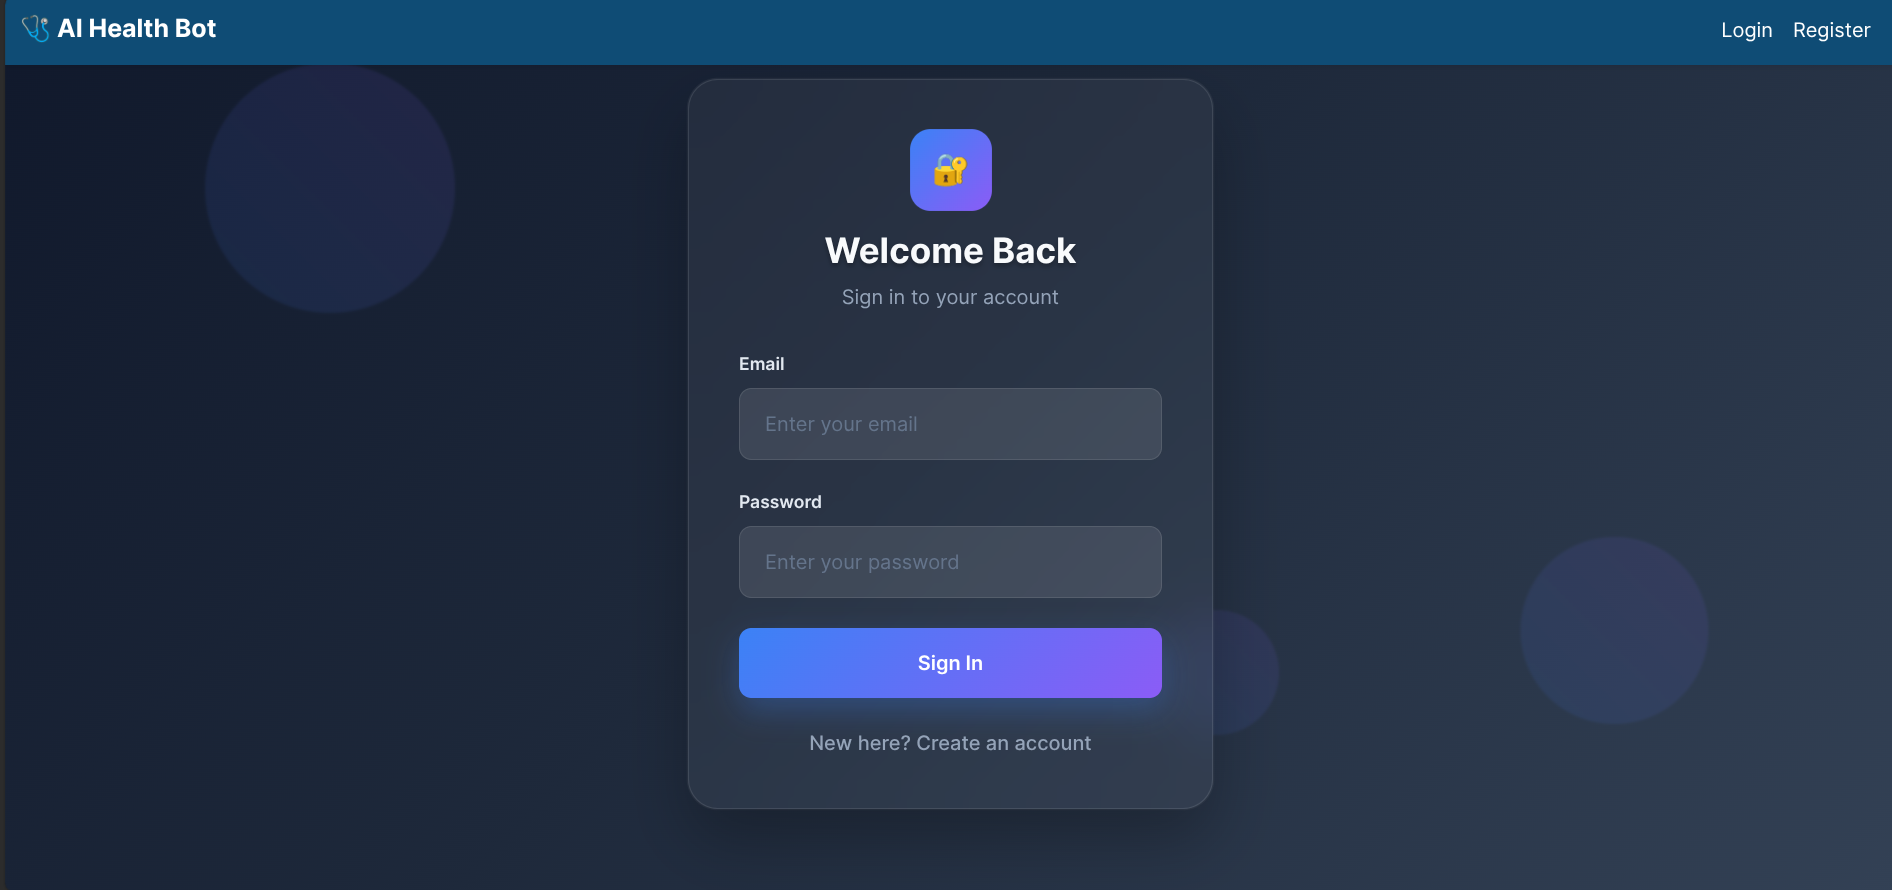 AI Health Bot
Login Register
Welcome Back
Sign in to your account
Email
Enter your email
Password
Enter your password
Sign In
New here? Create an account